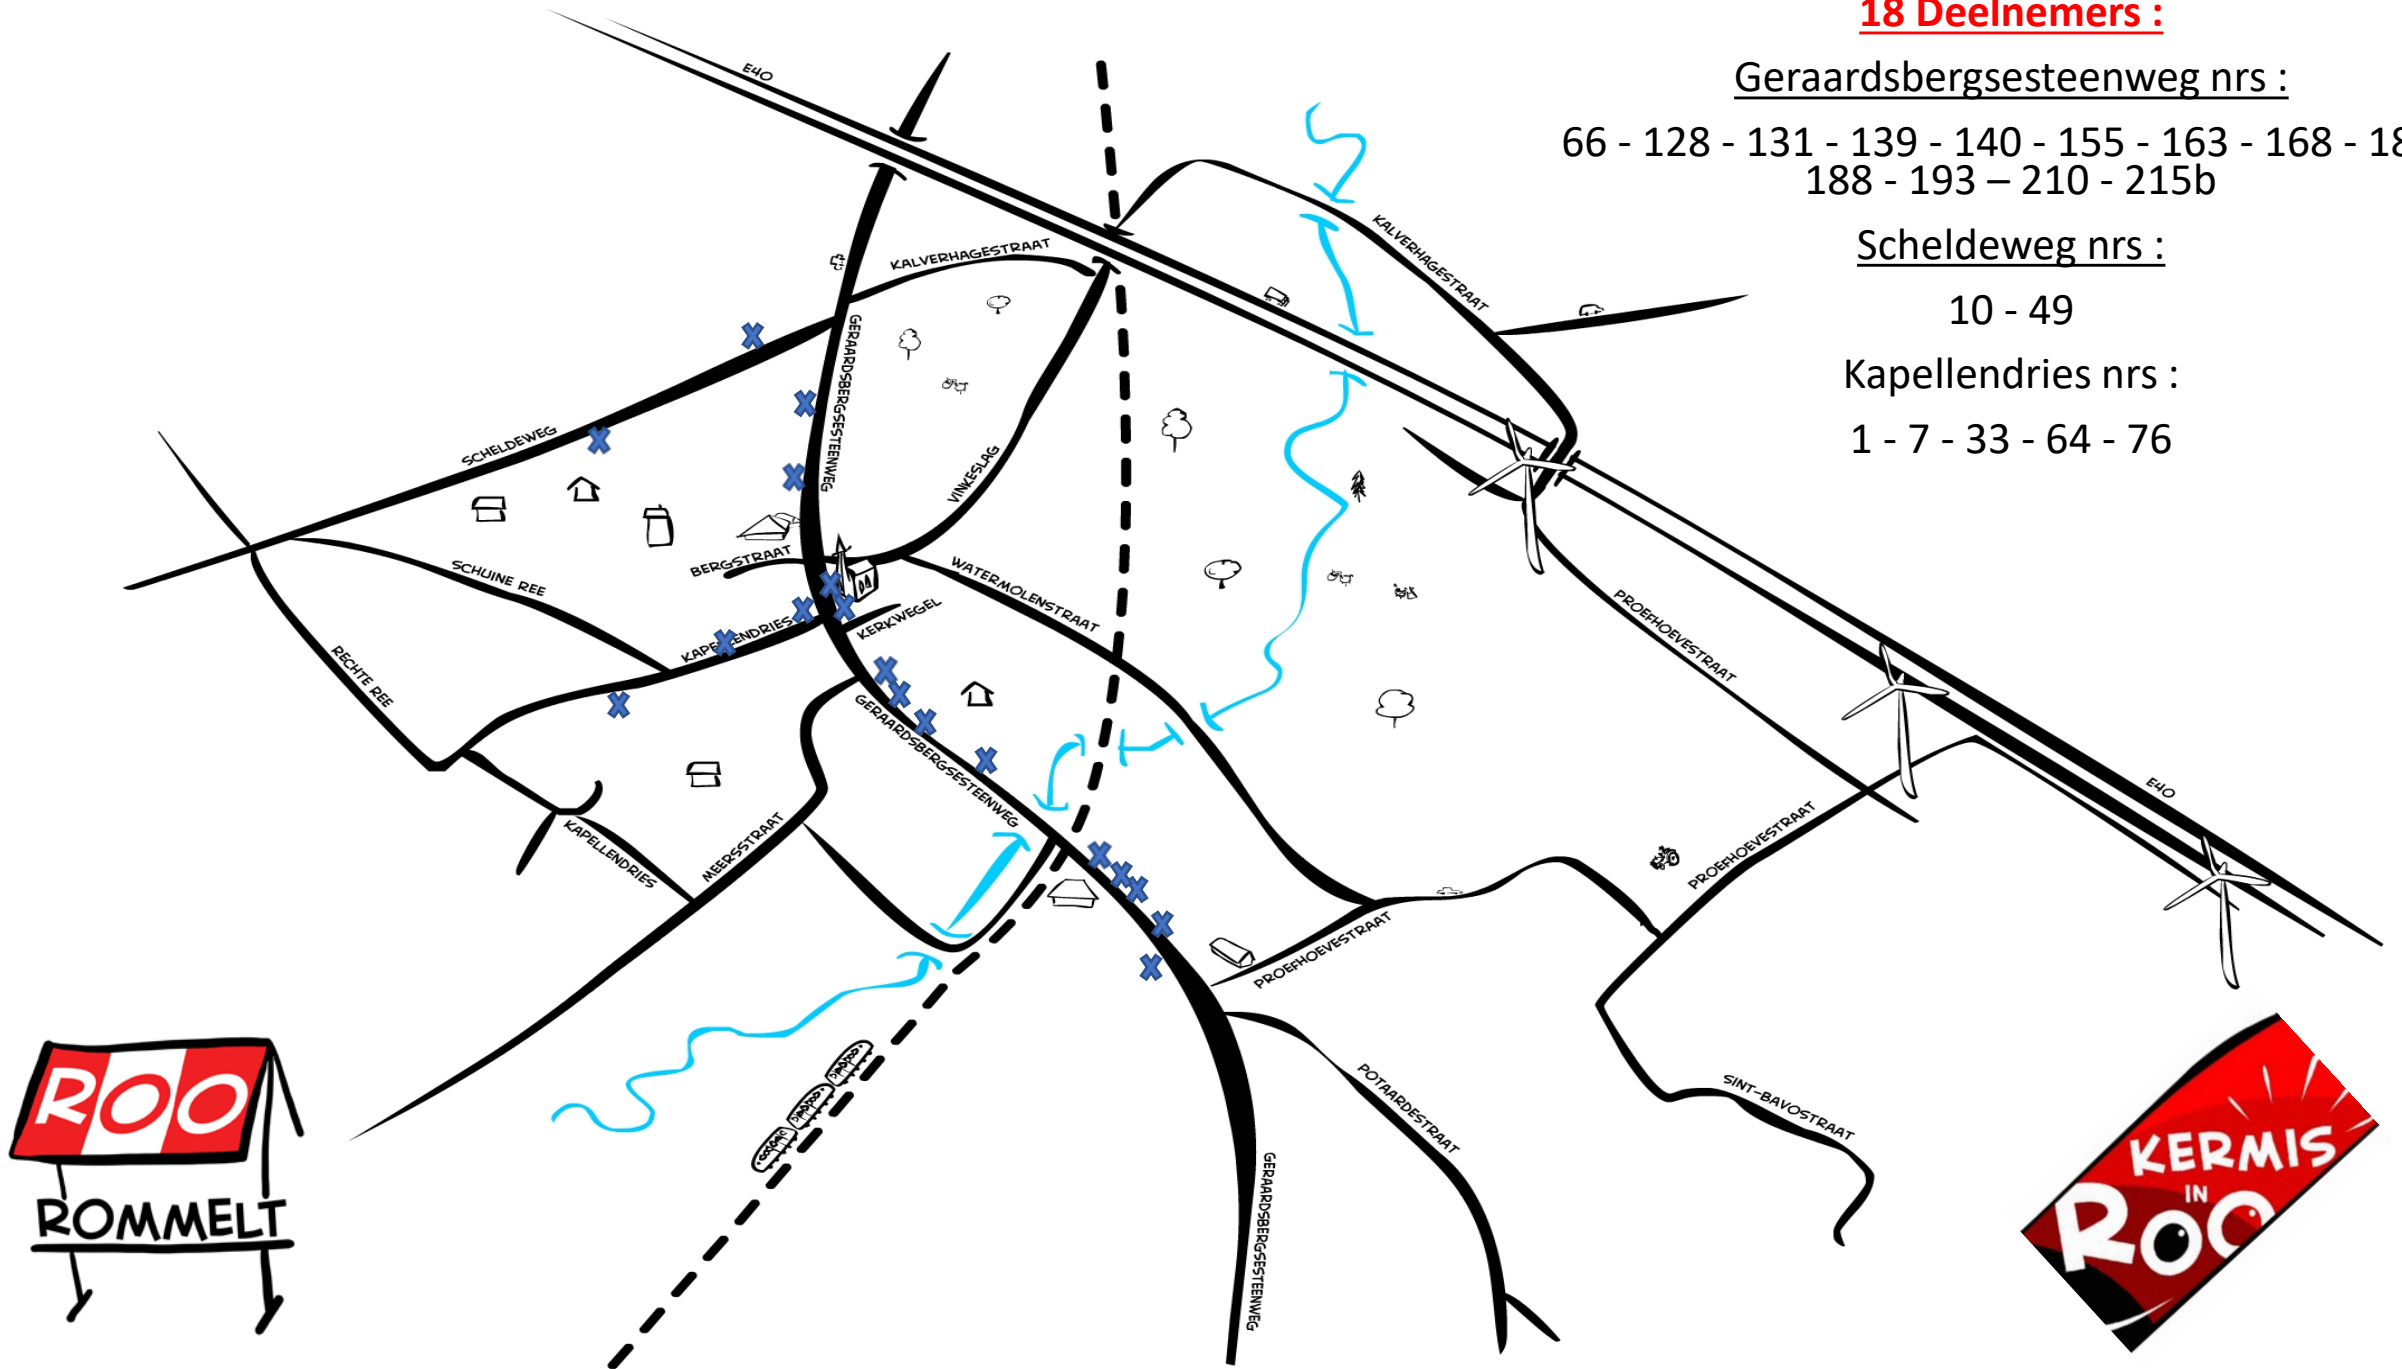 18 Deelnemers :
Geraardsbergsesteenweg nrs :
66 - 128 - 131 - 139 - 140 - 155 - 163 - 168 - 18
188 - 193 – 210 - 215b
Scheldeweg nrs :
10 - 49
Kapellendries nrs :
1 - 7 - 33 - 64 - 76
E40
KALVERHAGESTRAAT
KALVERHAGESTRAAT
GERAARDSBERGSESTEENWEG
SCHELDEWEG
VINKESLAG
BERGSTRAAT
SCHUINE REE
WATERMOLENSTRAAT
KERKWEGEL
KAPELLENDRIES
RECHTE REE
PROEFHOEVESTRAAT
GERAARDSBERGSESTEENWEG
E40
KAPELLENDRIES
MEERSSTRAAT
PROEFHOEVESTRAAT
PROEFHOEVESTRAAT
POTAARDESTRAAT
SINT-BAVOSTRAAT
GERAARDSBERGSESTEENWEG
ROO
ROMMELT
KERMIS
IN
ROO